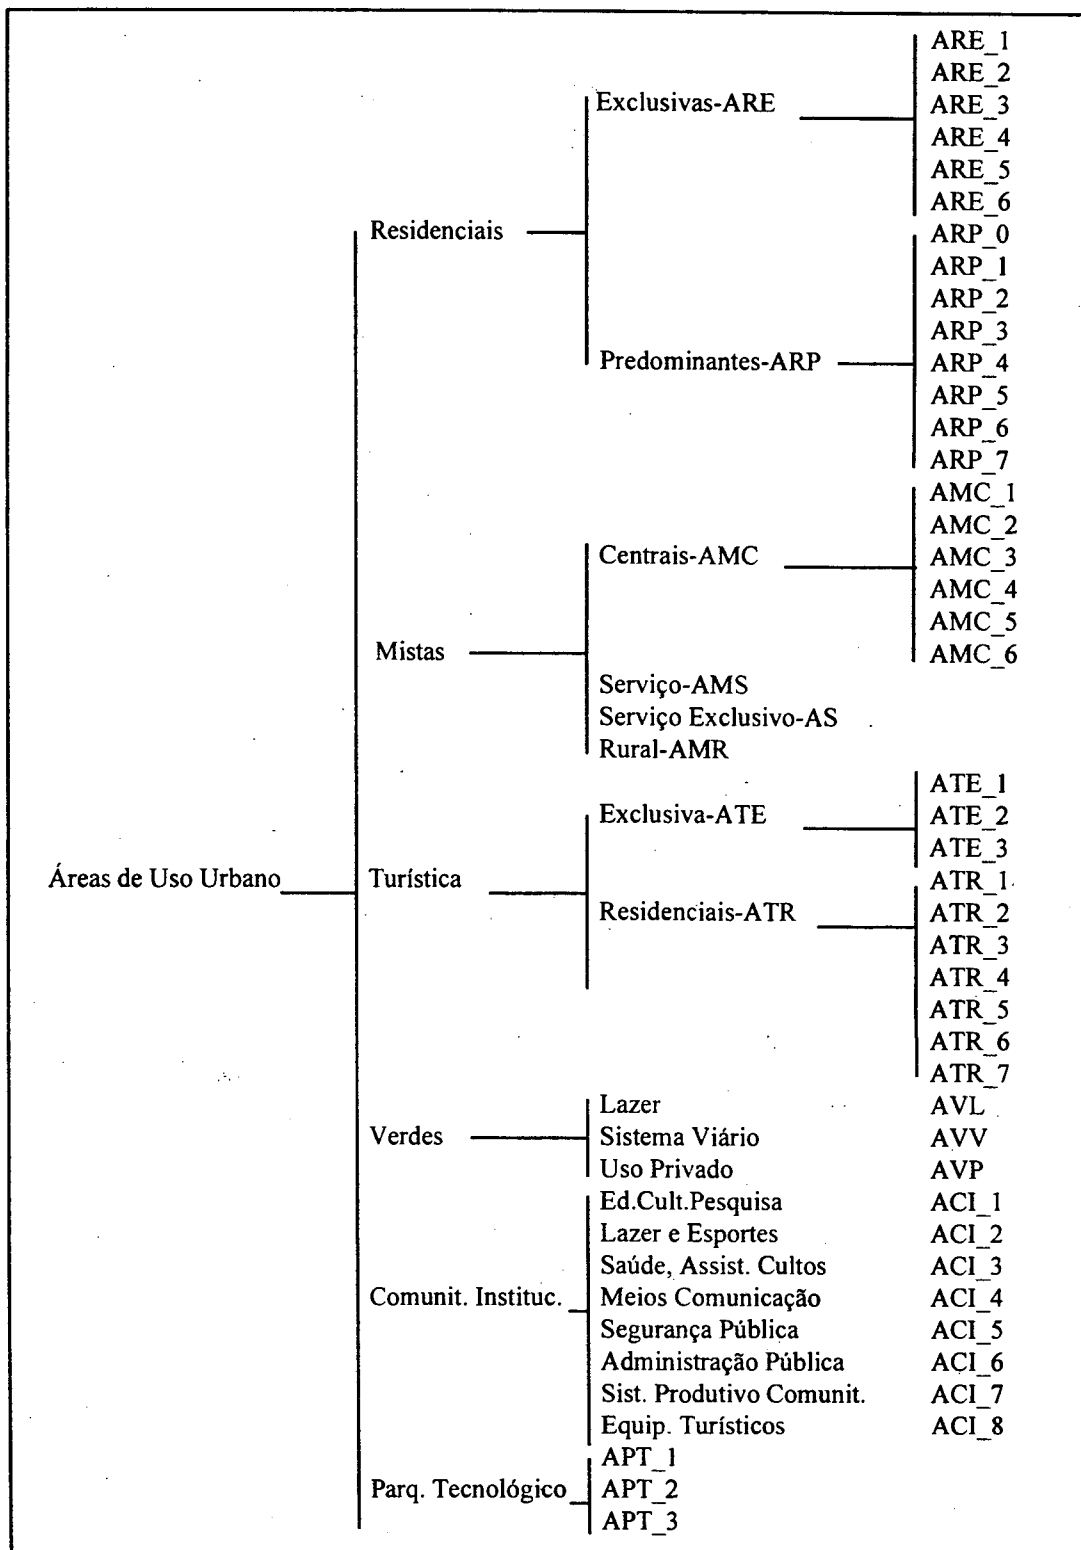 ARE_1
ARE_2
Exclusivas-ARE ARE_3
ARE_4
ARE_5
ARE_6
Residenciais ARP_0
ARP_1
ARP_2
ARP_3
Predominantes-ARP ARP_4
ARP_5
ARP_6
ARP_7
AMC_1
AMC_2
Centrais-AMC AMC_3
AMC_4
AMC_5
Mistas AMC_6
Serviço-AMS
Serviço Exclusivo-AS
Rural-AMR
ATE_1
Exclusiva-ATE ATE_2
ATE_3
Áreas de Uso Urbano Turística ATR_1
Residenciais-ATR ATR_2
ATR_3
ATR_4
ATR_5
ATR_6
ATR_7
Lazer AVL
Verdes Sistema Viário AVV
Uso Privado AVP
Ed.Cult.Pesquisa ACI_1
Lazer e Esportes ACI_2
Saúde, Assist. Cultos ACI_3
Comunit. Instituc. Meios Comunicação ACI_4
Segurança Pública ACI_5
Administração Pública ACI_6
Sist. Produtivo Comunit. ACI_7
Equip. Turísticos ACI_8
APT_1
Parq. Tecnológico APT_2
APT_3